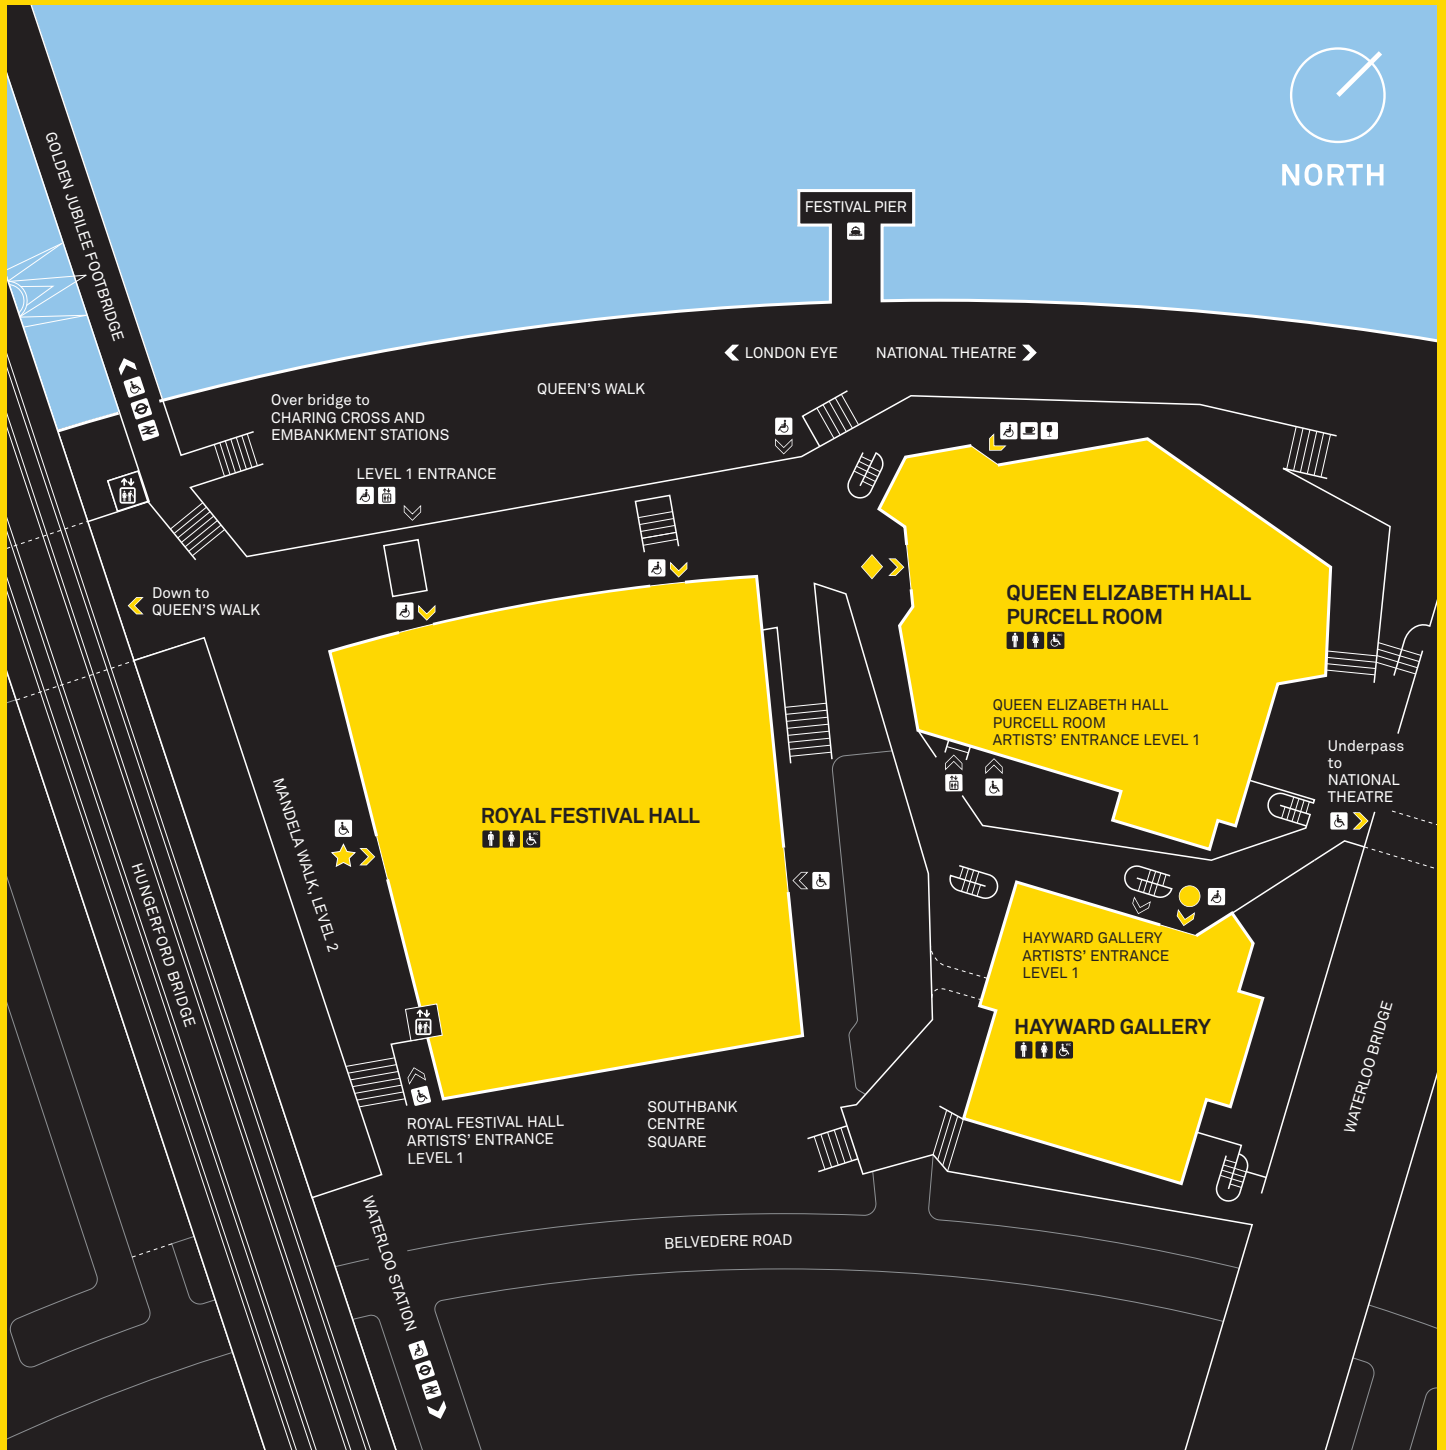 NORTH
FESTIVAL PIER
GOLDEN JUBILEE FOOTBRIDGE
LONDON EYE
NATIONAL THEATRE
QUEEN'S WALK
Over bridge to
CHARING CROSS AND
EMBANKMENT STATIONS
LEVEL 1 ENTRANCE
Down to
QUEEN'S WALK
QUEEN ELIZABETH HALL
PURCELL ROOM
QUEEN ELIZABETH HALL
PURCELL ROOM
ARTISTS' ENTRANCE LEVEL 1
Underpass
to
NATIONAL
THEATRE
MANDELA WALK, LEVEL 2
ROYAL FESTIVAL HALL
HUNGERFORD BRIDGE
HAYWARD GALLERY
ARTISTS' ENTRANCE
LEVEL 1
HAYWARD GALLERY
WATERLOO BRIDGE
ROYAL FESTIVAL HALL
ARTISTS' ENTRANCE
LEVEL 1
SOUTHBANK
CENTRE
SQUARE
WATERLOO STATION
BELVEDERE ROAD